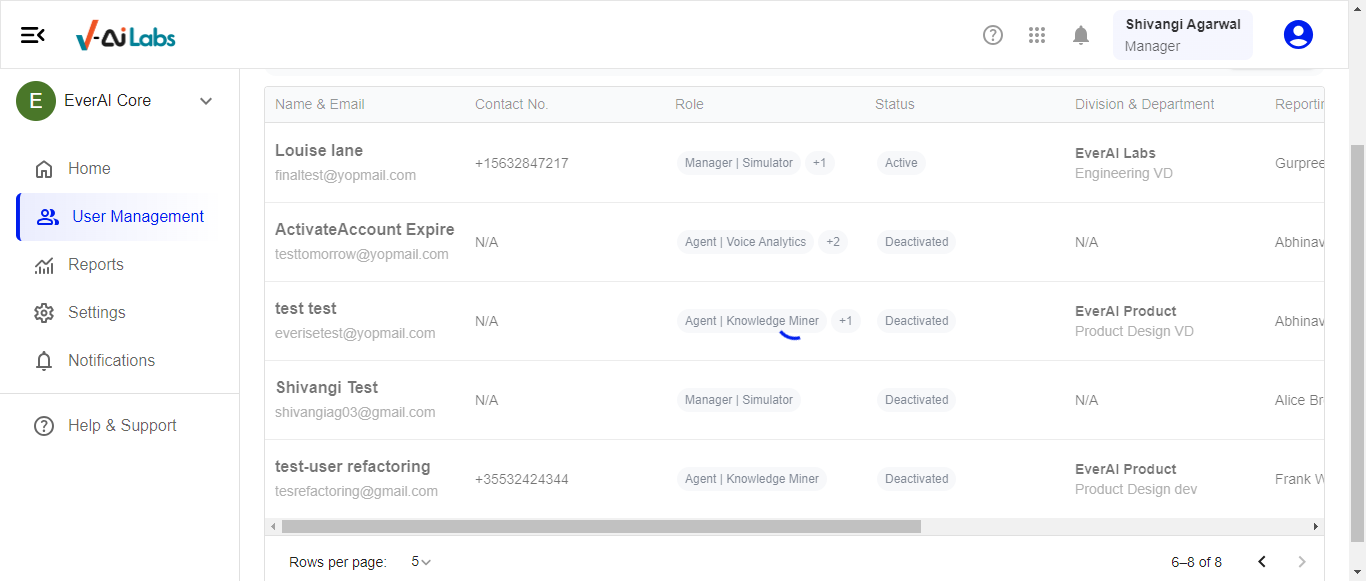 V-Ai Labs
Shivangi Agarwal
Manager
E EverAI Core
Home
User Management
Reports
Settings
Notifications
Help & Support
Name & Email Contact No. Role Status Division & Department Reportin
Louise lane
finaltest@yopmail.com
+15632847217
Manager | Simulator +1
Active
EverAI Labs
Engineering VD
Gurpree
ActivateAccount Expire
testtomorrow@yopmail.com
N/A
Agent | Voice Analytics +2
Deactivated
N/A
Abhinav
test test
everisetest@yopmail.com
N/A
Agent | Knowledge Miner +1
Deactivated
EverAI Product
Product Design VD
Abhinav
Shivangi Test
shivangiag03@gmail.com
N/A
Manager | Simulator
Deactivated
N/A
Alice Br
test-user refactoring
tesrefactoring@gmail.com
+35532424344
Agent | Knowledge Miner
Deactivated
EverAI Product
Product Design dev
Frank W
Rows per page: 5 6–8 of 8